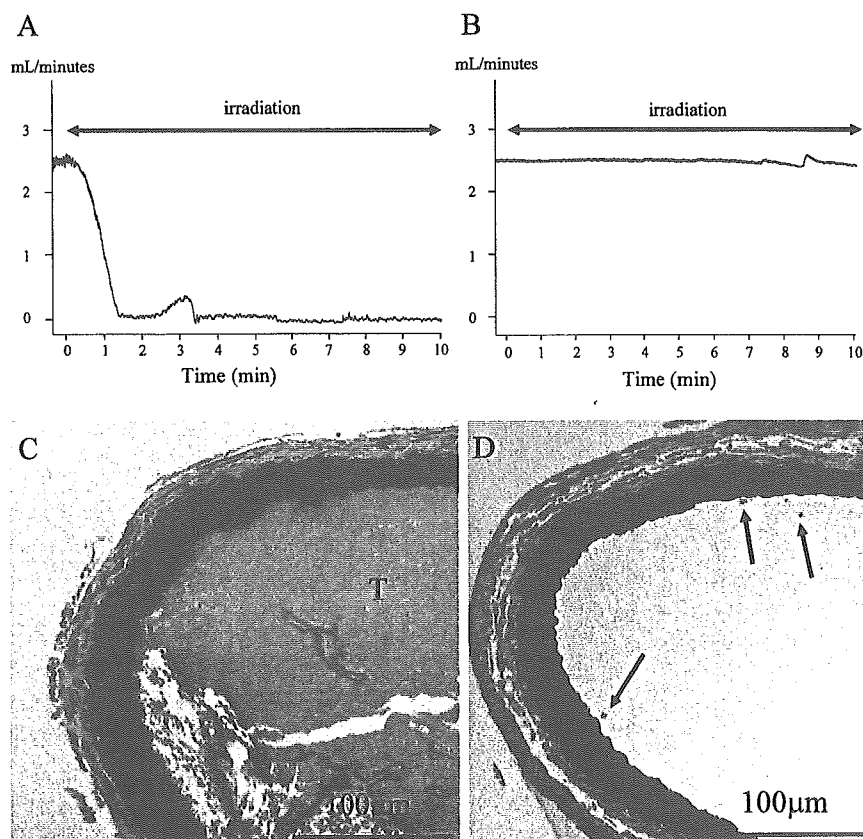 A
mL/minutes
irradiation
3
2
1
0
0 1 2 3 4 5 6 7 8 9 10
Time (min)
B
mL/minutes
irradiation
3
2
1
0
0 1 2 3 4 5 6 7 8 9 10
Time (min)
C
T
100μm
D
100μm